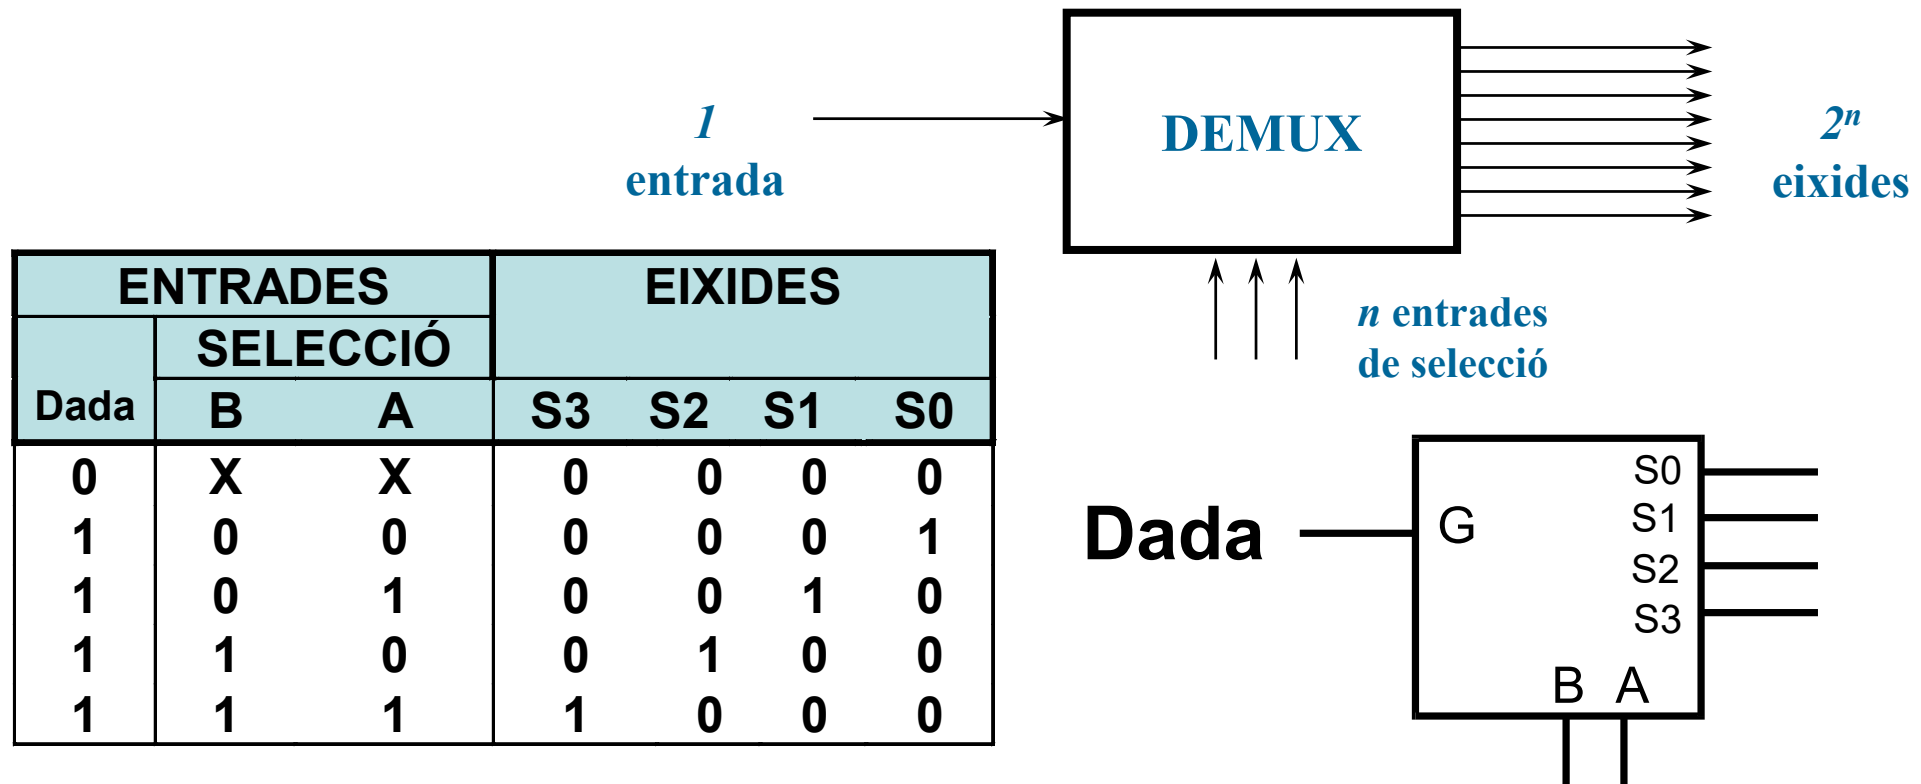 1
entrada
DEMUX
2ⁿ
eixides
n entrades
de selecció
ENTRADES EIXIDES
SELECCIÓ
Dada B A S3 S2 S1 S0
0 X X 0 0 0 0
1 0 0 0 0 0 1
1 0 1 0 0 1 0
1 1 0 0 1 0 0
1 1 1 1 0 0 0
Dada
G
S0
S1
S2
S3
B A